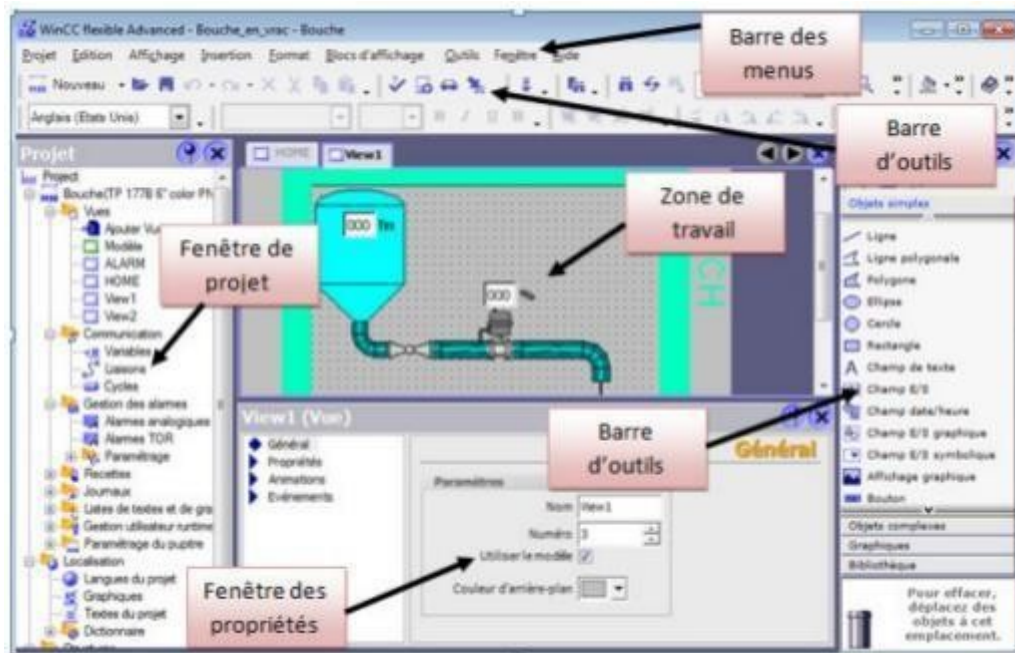 WinCC flexible Advanced - Bouche_en_vrac - Bouche
Projet Edition Affichage Insertion Format Blocs d'affichage Outils Fenêtre Aide
Barre des
menus
Nouveau
Anglais (Etats Unis)
Barre
d'outils
Projet
Project
Bouche(TP 177B 6" color PN
Vues
Ajouter Vue
Modèle
ALARM
HOME
View1
View2
Communication
Variables
Liaisons
Cycles
Gestion des alarmes
Alarmes analogiques
Alarmes TOR
Paramétrage
Recettes
Journaux
Listes de textes et de gra
Gestion utilisateur runtime
Paramétrage du pupitre
Localisation
Langues du projet
Graphiques
Textes du projet
Dictionnaire
Structures
Fenêtre de
projet
HOME View1
000
000
CH
Zone de
travail
View1 (Vue)
Général
Propriétés
Animations
Evénements
Général
Paramètres
Nom View1
Numéro 3
Utiliser le modèle
Couleur d'arrière-plan
Fenêtre des
propriétés
Barre
d'outils
Objets simples
Ligne
Ligne polygonale
Polygone
Ellipse
Cercle
Rectangle
A Champ de texte
Champ E/S
Champ date/heure
Champ E/S graphique
Champ E/S symbolique
Affichage graphique
Bouton
Objets complexes
Graphiques
Bibliothèque
Pour effacer,
déplacez des
objets à cet
emplacement.